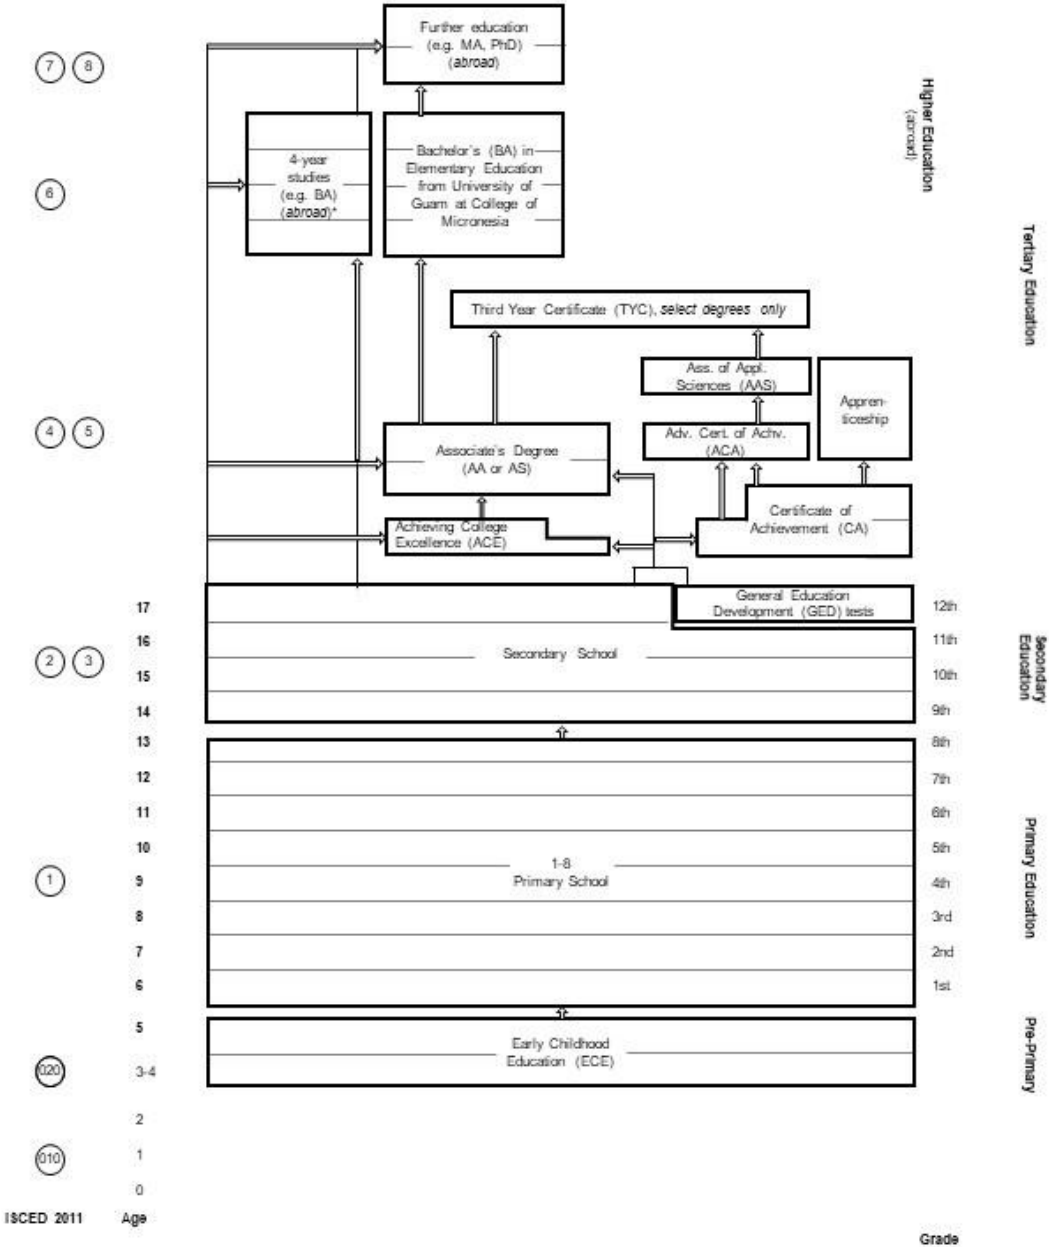 Further education
(e.g. MA, PhD)
(abroad)
7 8
Higher Education
(abroad)
4-year
studies
(e.g. BA)
(abroad)*
Bachelor's (BA) in
Elementary Education
from University of
Guam at College of
Micronesia
6
Tertiary Education
Third Year Certificate (TYC), select degrees only
Ass. of Appl.
Sciences (AAS)
Appren-
ticeship
4 5
Associate's Degree
(AA or AS)
Adv. Cert. of Achv.
(ACA)
Certificate of
Achievement (CA)
Achieving College
Excellence (ACE)
General Education
Development (GED) tests
17
12th
16
11th
2 3
Secondary School
Secondary
Education
15
10th
14
9th
13
8th
12
7th
11
6th
10
5th
1-8
Primary School
1
9
4th
Primary Education
8
3rd
7
2nd
6
1st
5
Early Childhood
Education (ECE)
Pre-Primary
020
3-4
2
010
1
0
ISCED 2011
Age
Grade